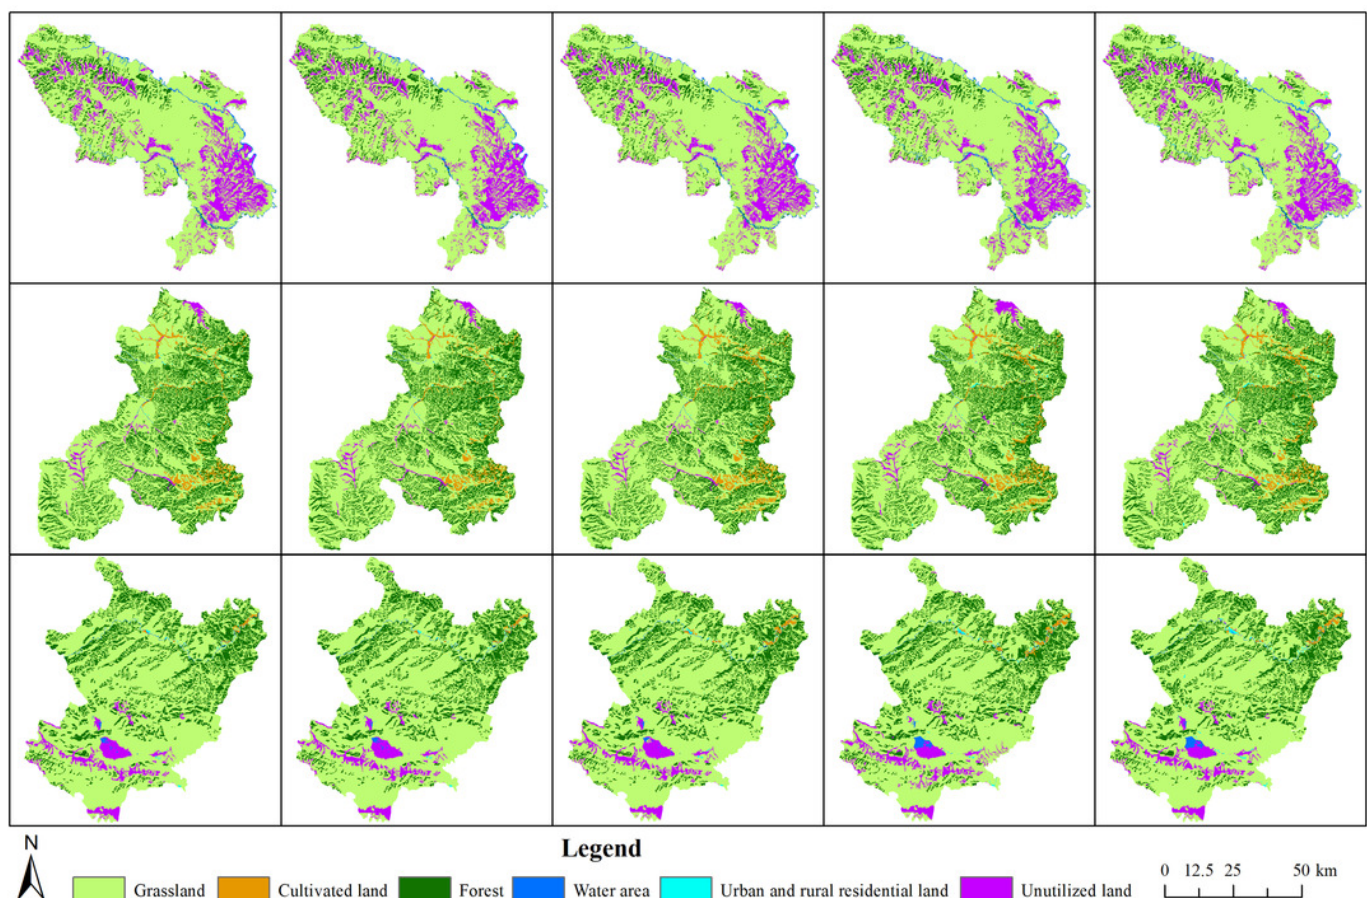 N
Legend
Grassland
Cultivated land
Forest
Water area
Urban and rural residential land
Unutilized land
0 12.5 25 50 km